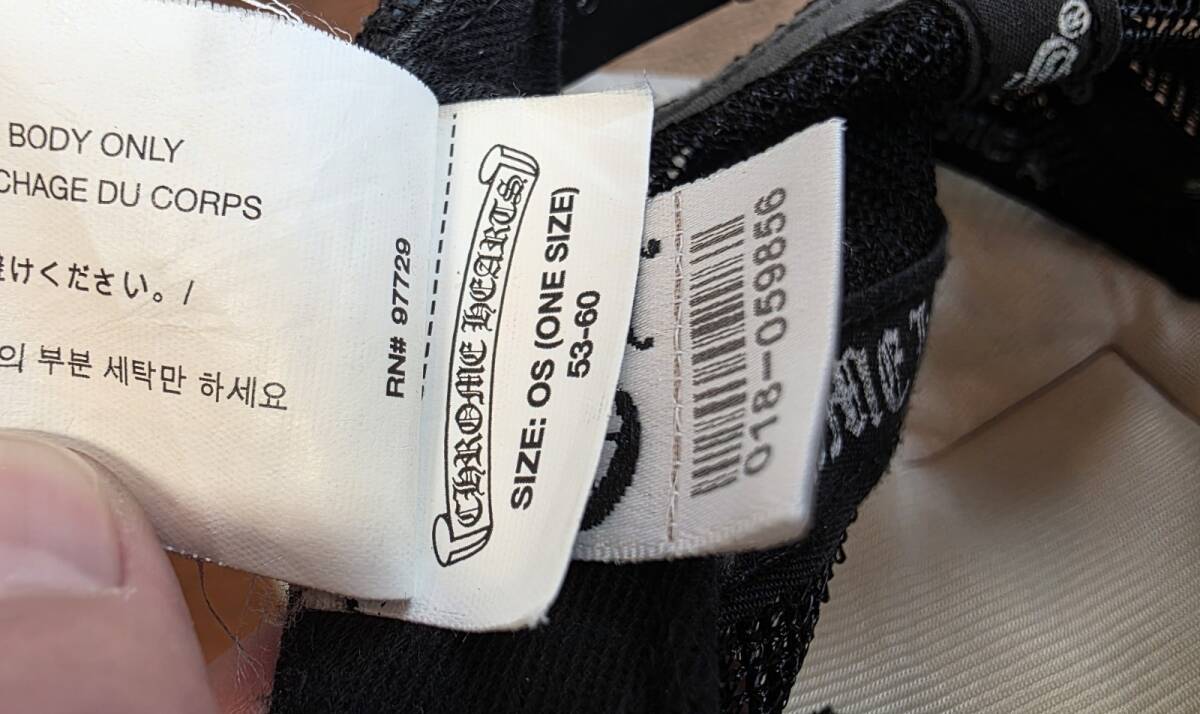 BODY ONLY
CHAGE DU CORPS
けください。/
의 부분 세탁만 하세요
RN# 97729
CHROME HEARTS
SIZE: OS (ONE SIZE)
53-60
018-059856